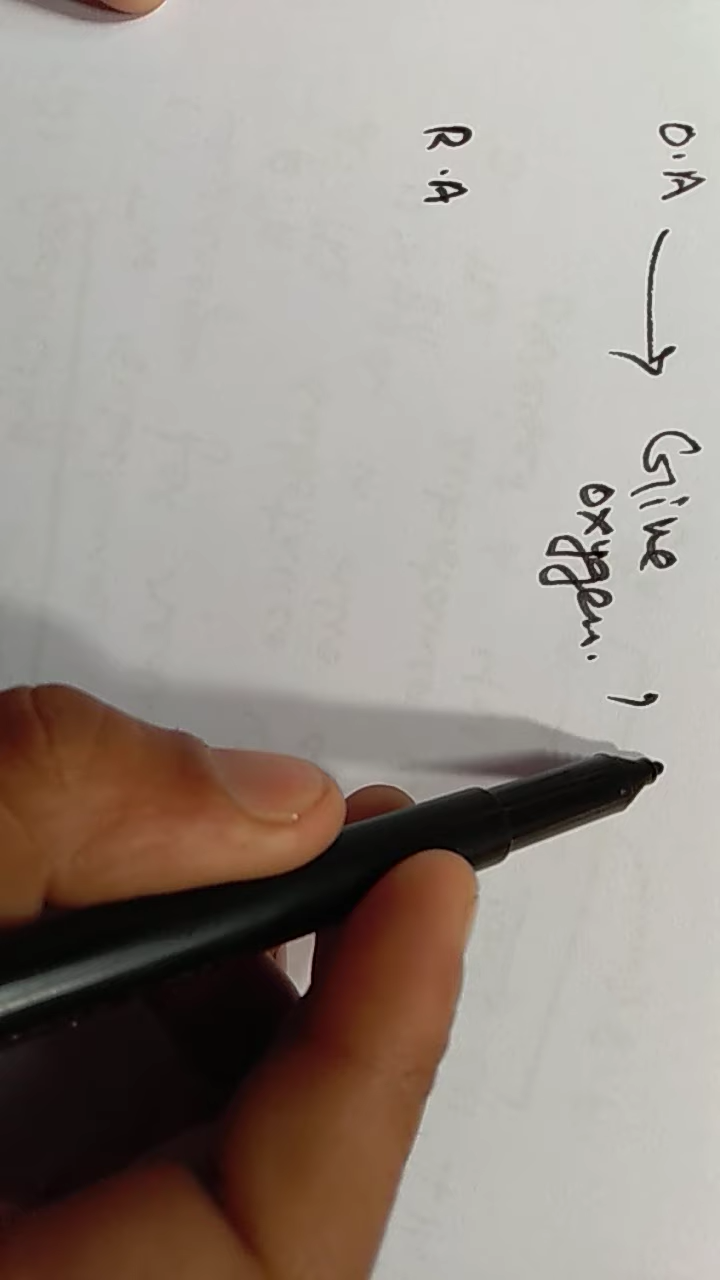 O.A → Give ,
oxygen.
R.A